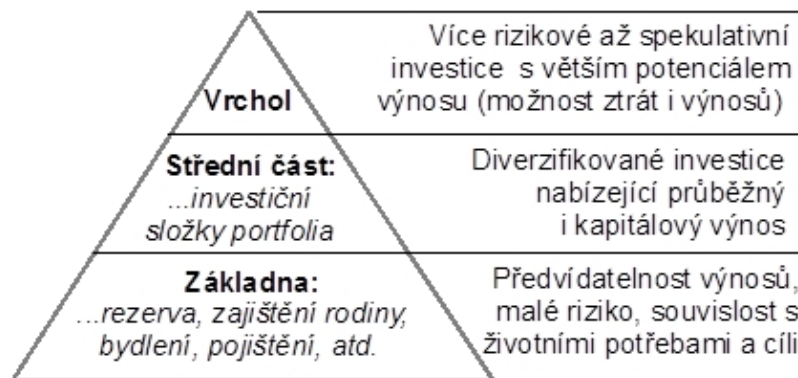 Vrchol
Více rizikové až spekulativní
investice s větším potenciálem
výnosu (možnost ztrát i výnosů)
Střední část:
...investiční
složky portfolia
Diverzifikované investice
nabízející průběžný
i kapitálový výnos
Základna:
...rezerva, zajištění rodiny,
bydlení, pojištění, atd.
Předvídatelnost výnosů,
malé riziko, souvislost s
životními potřebami a cíli